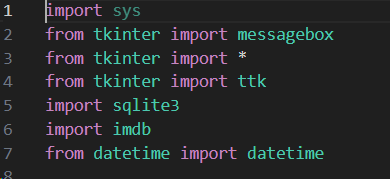 1 import sys
2 from tkinter import messagebox
3 from tkinter import *
4 from tkinter import ttk
5 import sqlite3
6 import imdb
7 from datetime import datetime
8